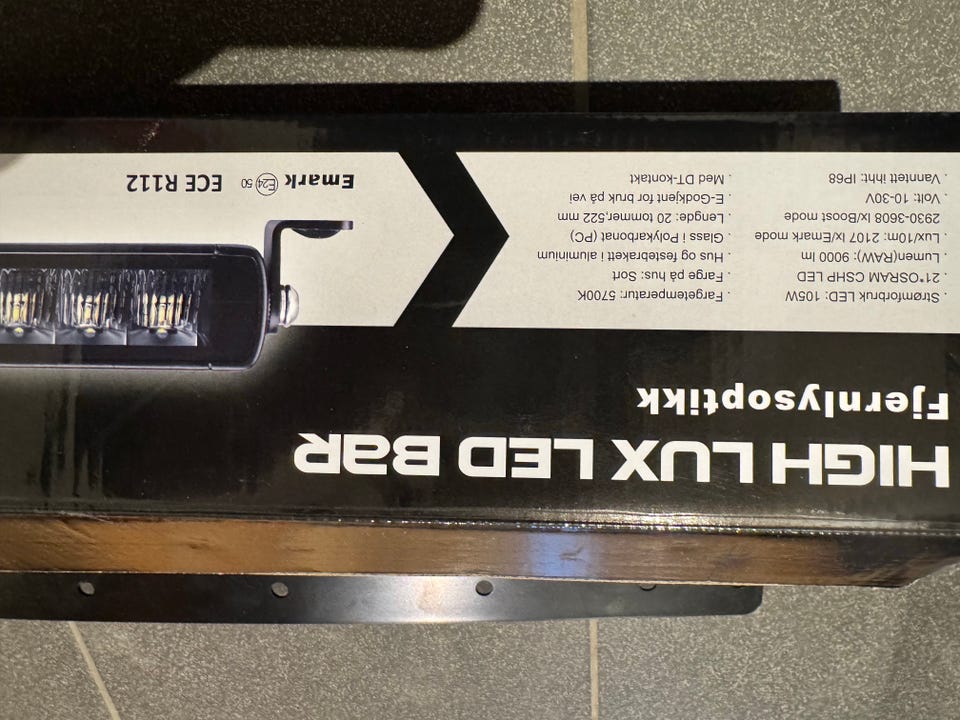 HIGH LUX LED BAR
Fjernlysoptikk
. Strømforbruk LED: 105W
. 21*OSRAM CSHP LED
. Lumen(RAW): 9000 lm
. Lux/10m: 2107 lx/Emark mode
2930-3608 lx/Boost mode
. Volt: 10-30V
. Vanntett ihht: IP68
. Fargetemperatur: 5700K
. Farge på hus: Sort
. Hus og festebrakett i aluminium
. Glass i Polykarbonat (PC)
. Lengde: 20 tommer,522 mm
. E-Godkjent for bruk på vei
. Med DT-kontakt
Emark E24 50 ECE R112